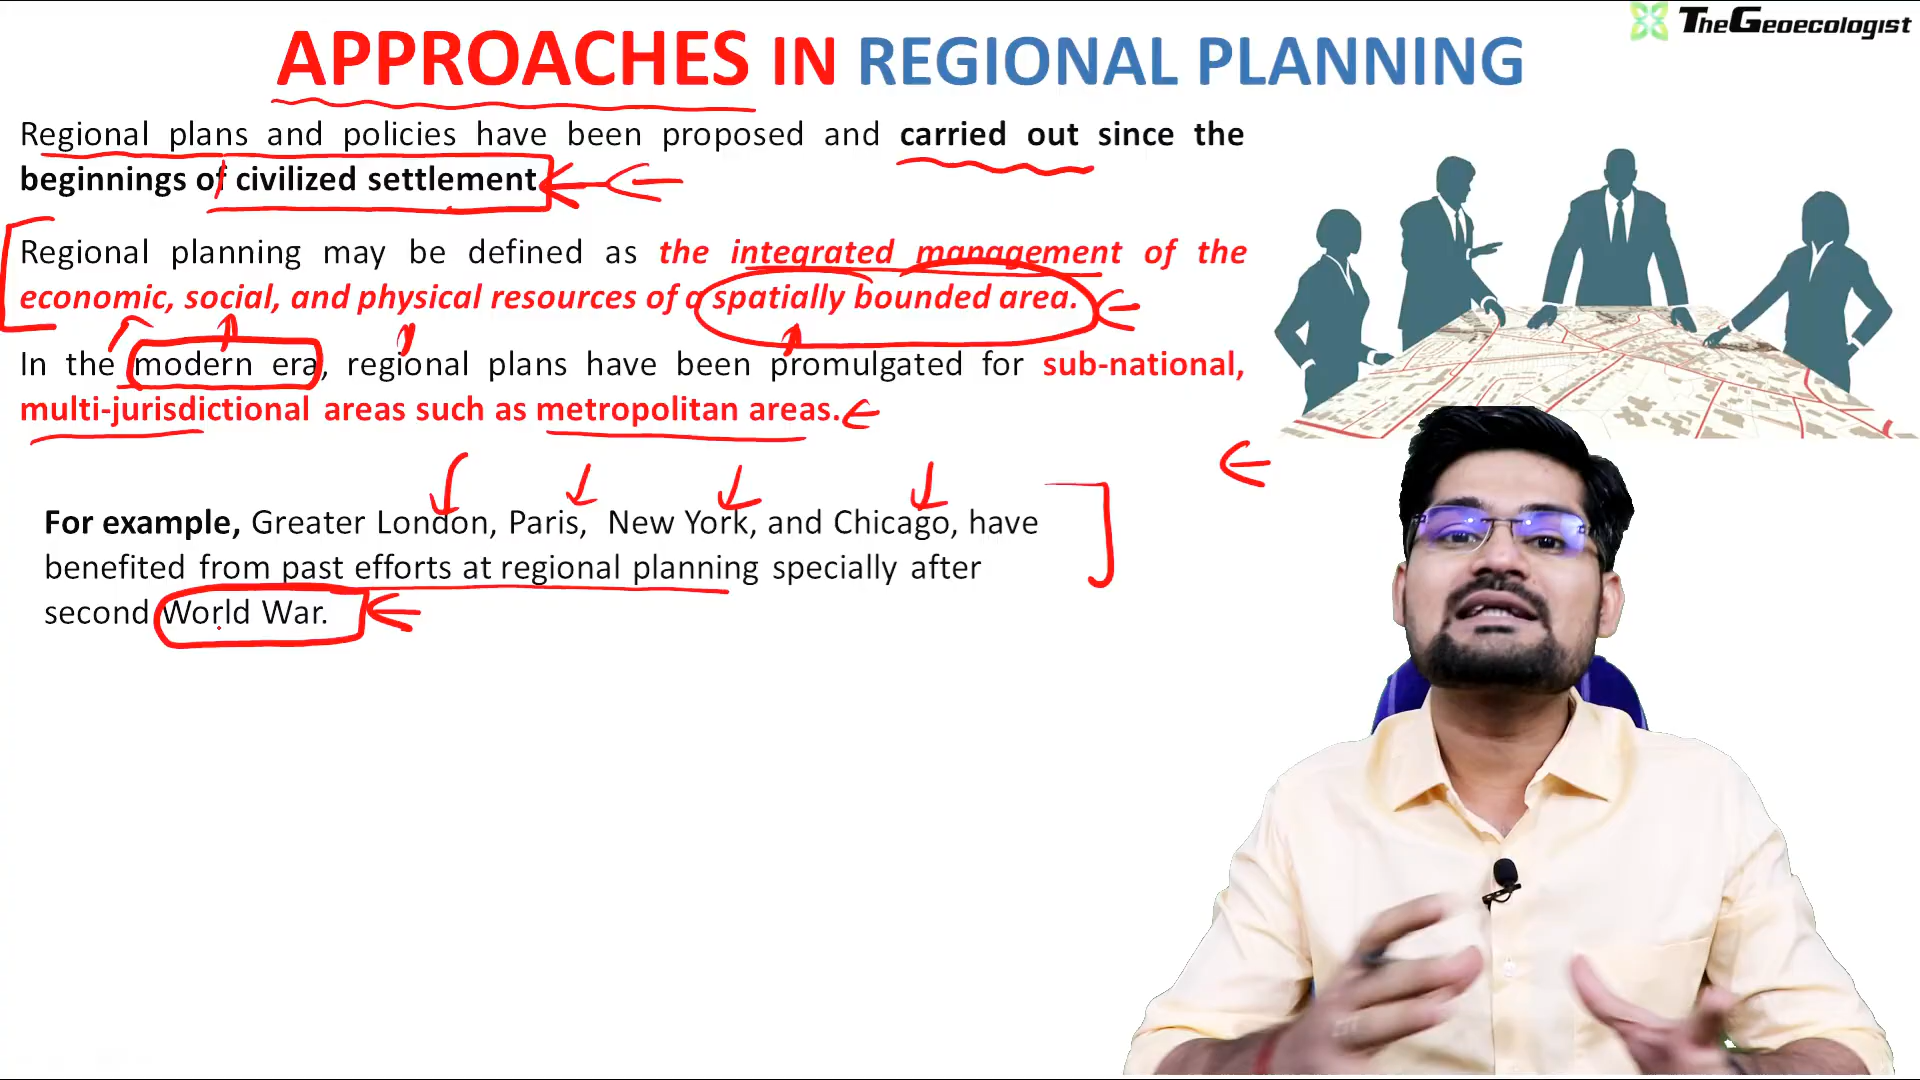 TheGeoecologist
APPROACHES IN REGIONAL PLANNING
Regional plans and policies have been proposed and carried out since the
beginnings of civilized settlement
Regional planning may be defined as the integrated management of the
economic, social, and physical resources of a spatially bounded area.
In the modern era, regional plans have been promulgated for sub-national,
multi-jurisdictional areas such as metropolitan areas.
For example, Greater London, Paris, New York, and Chicago, have
benefited from past efforts at regional planning specially after
second World War.